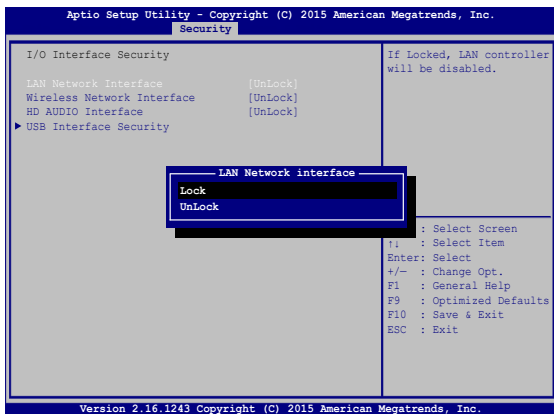 Aptio Setup Utility – Copyright (C) 2015 American Megatrends, Inc.
Security
I/O Interface Security
LAN Network Interface [UnLock]
Wireless Network Interface [UnLock]
HD AUDIO Interface [UnLock]
USB Interface Security
LAN Network interface
Lock
UnLock
If Locked, LAN controller
will be disabled.
: Select Screen
↑↓ : Select Item
Enter: Select
+/— : Change Opt.
F1 : General Help
F9 : Optimized Defaults
F10 : Save & Exit
ESC : Exit
Version 2.16.1243 Copyright (C) 2015 American Megatrends, Inc.